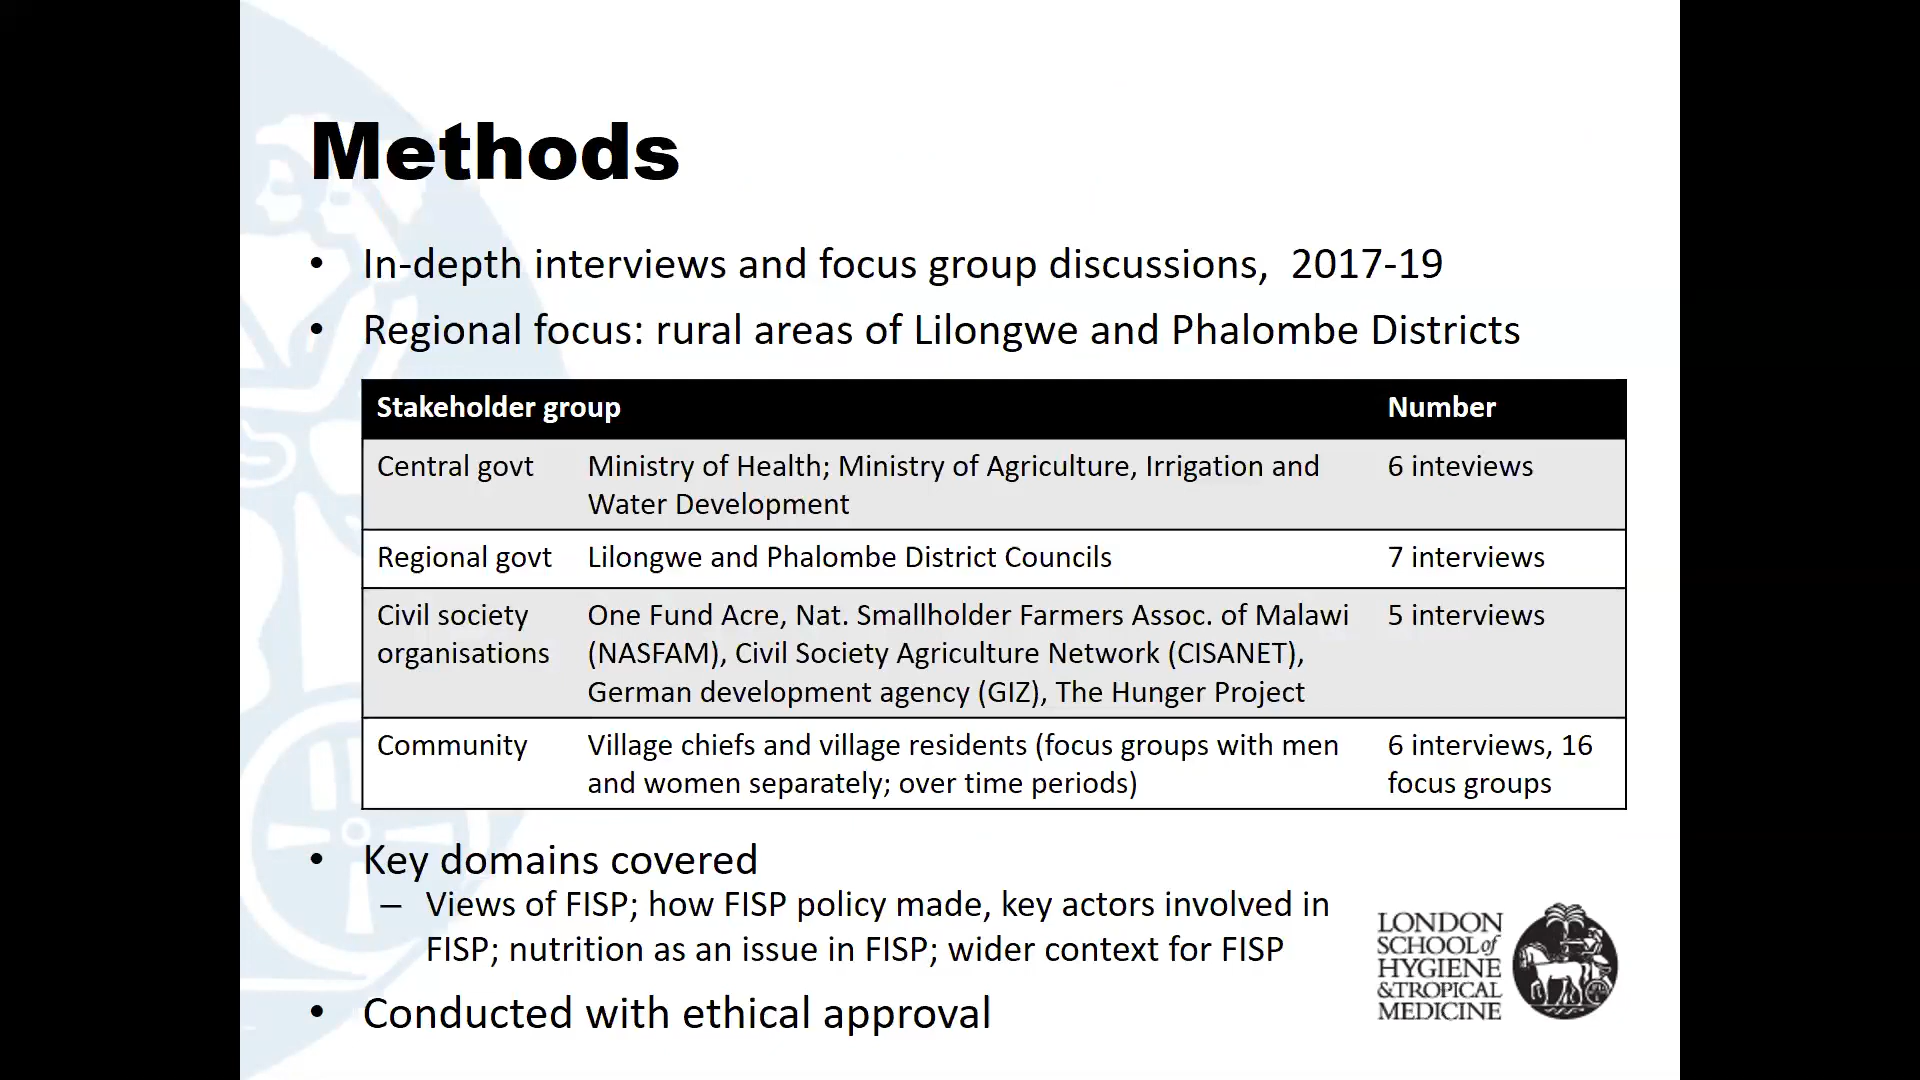 Methods
• In-depth interviews and focus group discussions, 2017-19
• Regional focus: rural areas of Lilongwe and Phalombe Districts
Stakeholder group Number
Central govt Ministry of Health; Ministry of Agriculture, Irrigation and 6 inteviews
Water Development
Regional govt Lilongwe and Phalombe District Councils 7 interviews
Civil society One Fund Acre, Nat. Smallholder Farmers Assoc. of Malawi 5 interviews
organisations (NASFAM), Civil Society Agriculture Network (CISANET),
German development agency (GIZ), The Hunger Project
Community Village chiefs and village residents (focus groups with men 6 interviews, 16
and women separately; over time periods) focus groups
• Key domains covered
– Views of FISP; how FISP policy made, key actors involved in
FISP; nutrition as an issue in FISP; wider context for FISP
• Conducted with ethical approval
LONDON
SCHOOL of
HYGIENE
& TROPICAL
MEDICINE